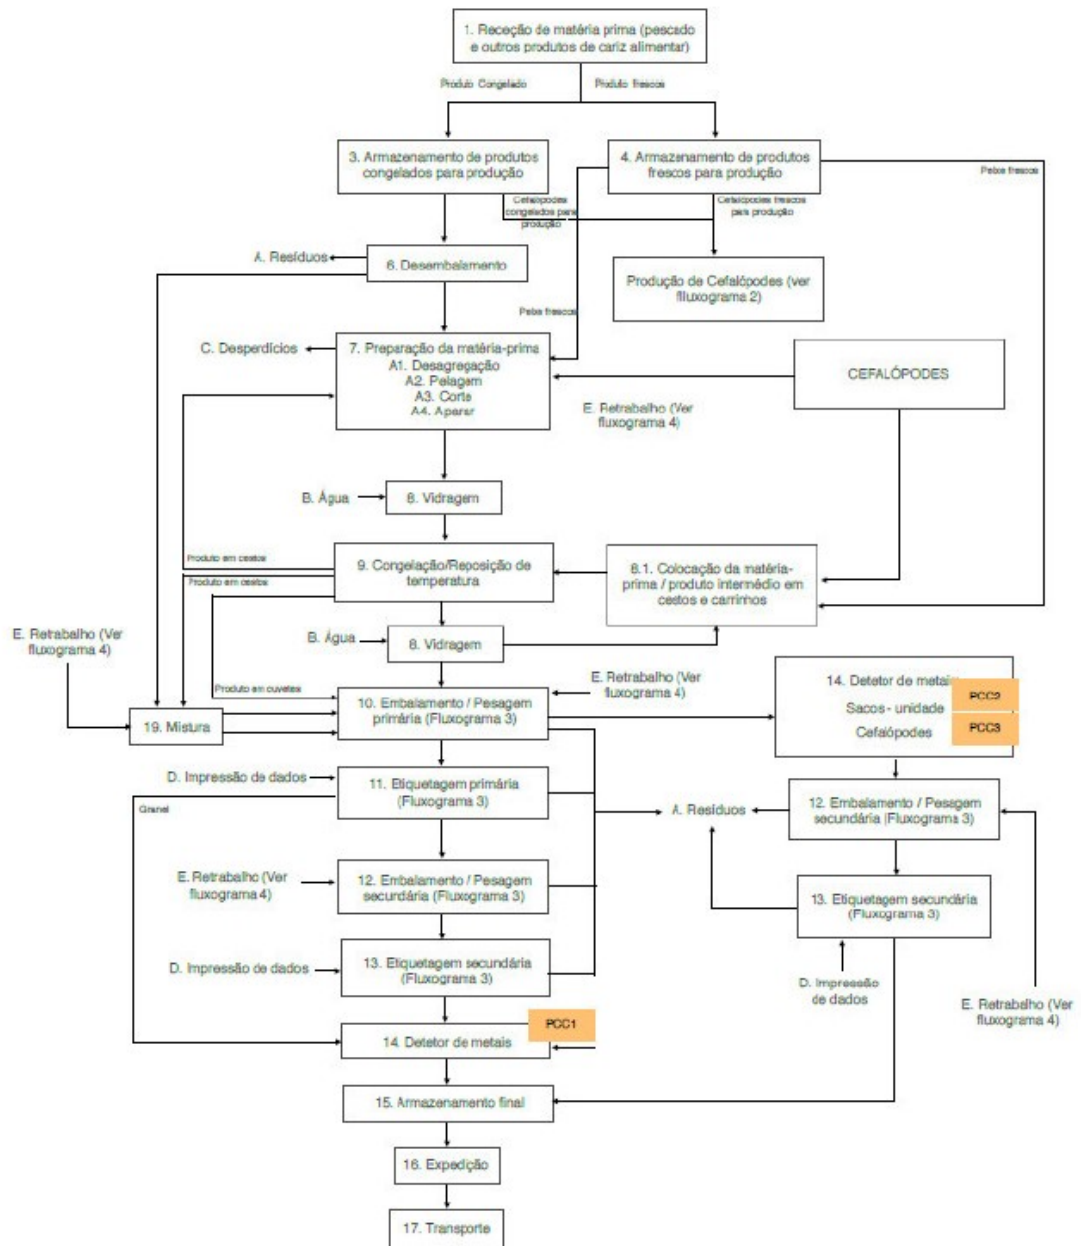 1. Receção de matéria prima (pescado
e outros produtos de cariz alimentar)
Produto Congelado
Produto frescos
3. Armazenamento de produtos
congelados para produção
4. Armazenamento de produtos
frescos para produção
Peixe frescos
Cefalópodes
congelados para
produção
Cefalópodes frescos
para produção
A. Resíduos
6. Desembalamento
Produção de Cefalópodes (ver
fluxograma 2)
Peixe frescos
C. Desperdícios
7. Preparação da matéria-prima
A1. Desagregação
A2. Pelagem
A3. Corte
A4. Aparar
CEFALÓPODES
E. Retrabalho (Ver
fluxograma 4)
B. Água
8. Vidragem
Produto em cestos
9. Congelação/Reposição de
temperatura
8.1. Colocação da matéria-
prima / produto intermédio em
cestos e carrinhos
Produto em cestos
E. Retrabalho (Ver
fluxograma 4)
B. Água
8. Vidragem
Produto em cuvetes
E. Retrabalho (Ver
fluxograma 4)
14. Detetor de metais
PCC2
Sacos - unidade
Cefalópodes
PCC3
19. Mistura
10. Embalamento / Pesagem
primária (Fluxograma 3)
D. Impressão de dados
11. Etiquetagem primária
(Fluxograma 3)
Granel
A. Resíduos
12. Embalamento / Pesagem
secundária (Fluxograma 3)
E. Retrabalho (Ver
fluxograma 4)
12. Embalamento / Pesagem
secundária (Fluxograma 3)
13. Etiquetagem secundária
(Fluxograma 3)
D. Impressão de dados
13. Etiquetagem secundária
(Fluxograma 3)
D. Impressão
de dados
E. Retrabalho (Ver
fluxograma 4)
PCC1
14. Detetor de metais
15. Armazenamento final
16. Expedição
17. Transporte